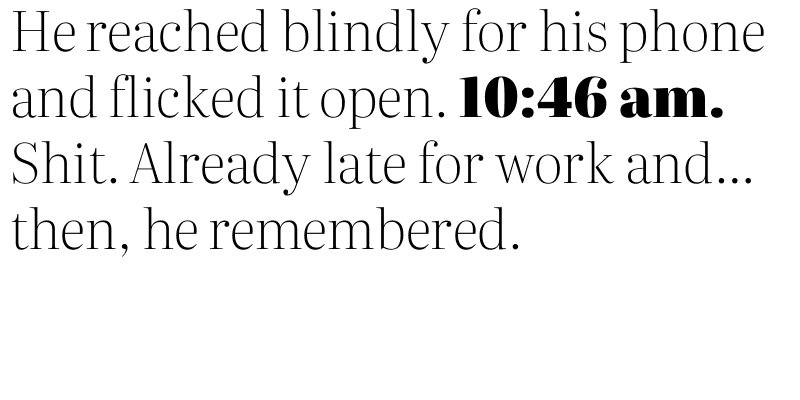 He reached blindly for his phone
and flicked it open. 10:46 am.
Shit. Already late for work and...
then, he remembered.